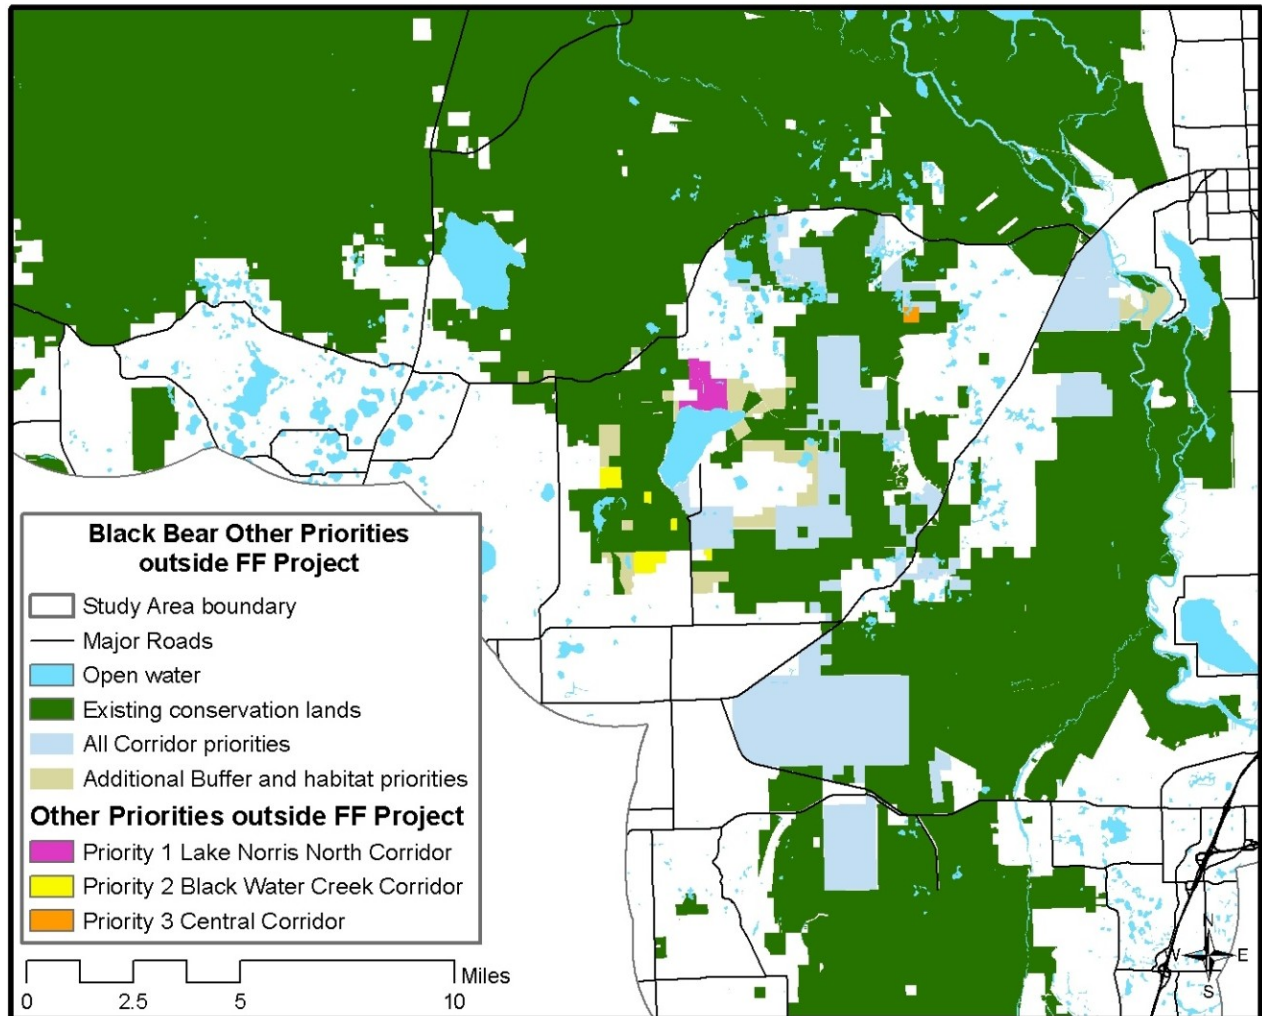 Black Bear Other Priorities
outside FF Project
Study Area boundary
Major Roads
Open water
Existing conservation lands
All Corridor priorities
Additional Buffer and habitat priorities
Other Priorities outside FF Project
Priority 1 Lake Norris North Corridor
Priority 2 Black Water Creek Corridor
Priority 3 Central Corridor
Miles
0 2.5 5 10
N
W E
S